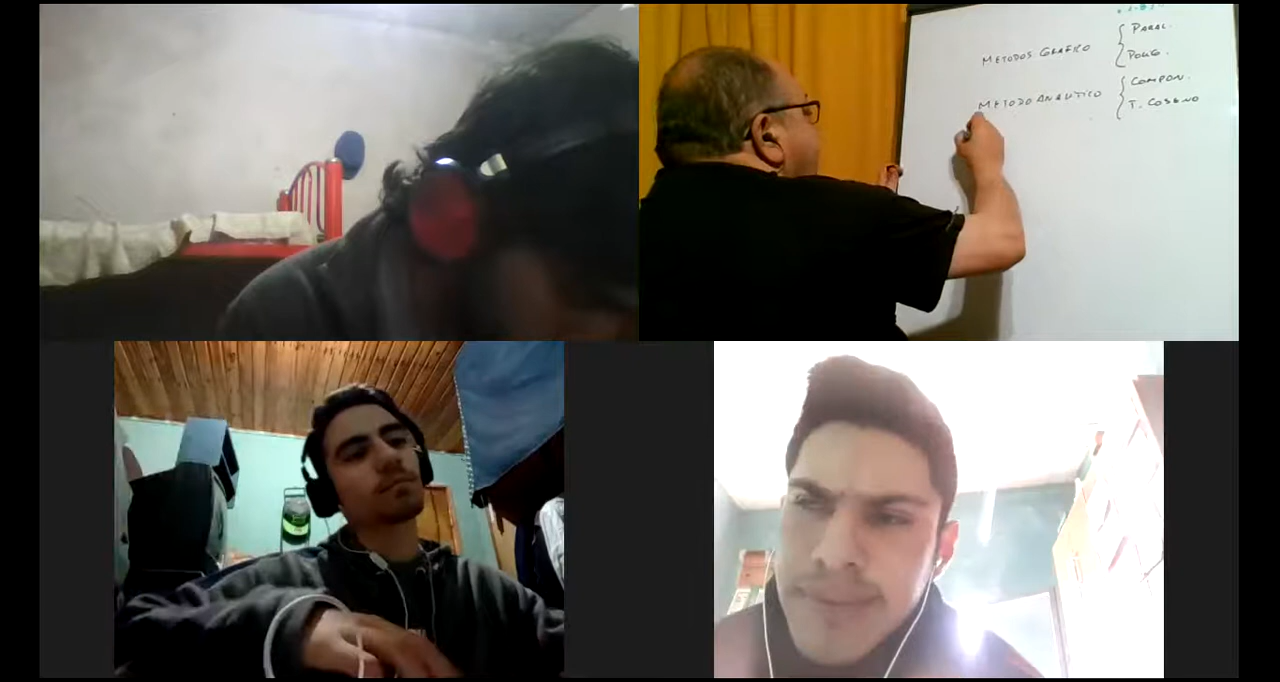 METODOS GRAFICO
PARAL.
POLIG.
METODO ANALITICO
COMPON.
T. COSENO